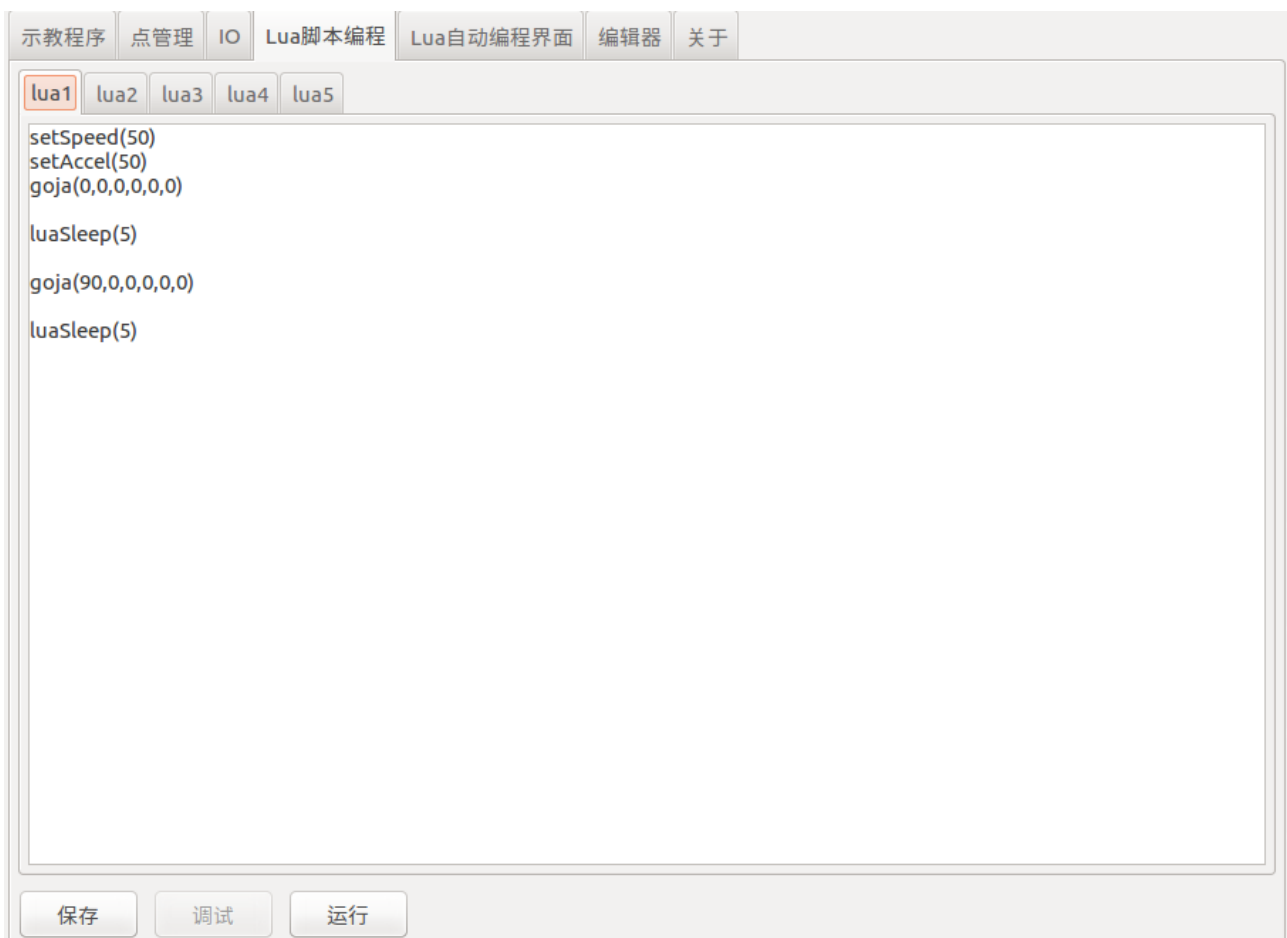 示教程序 点管理 IO Lua脚本编程 Lua自动编程界面 编辑器 关于
lua1 lua2 lua3 lua4 lua5
setSpeed(50)
setAccel(50)
goja(0,0,0,0,0,0)
luaSleep(5)
goja(90,0,0,0,0,0)
luaSleep(5)
保存 调试 运行